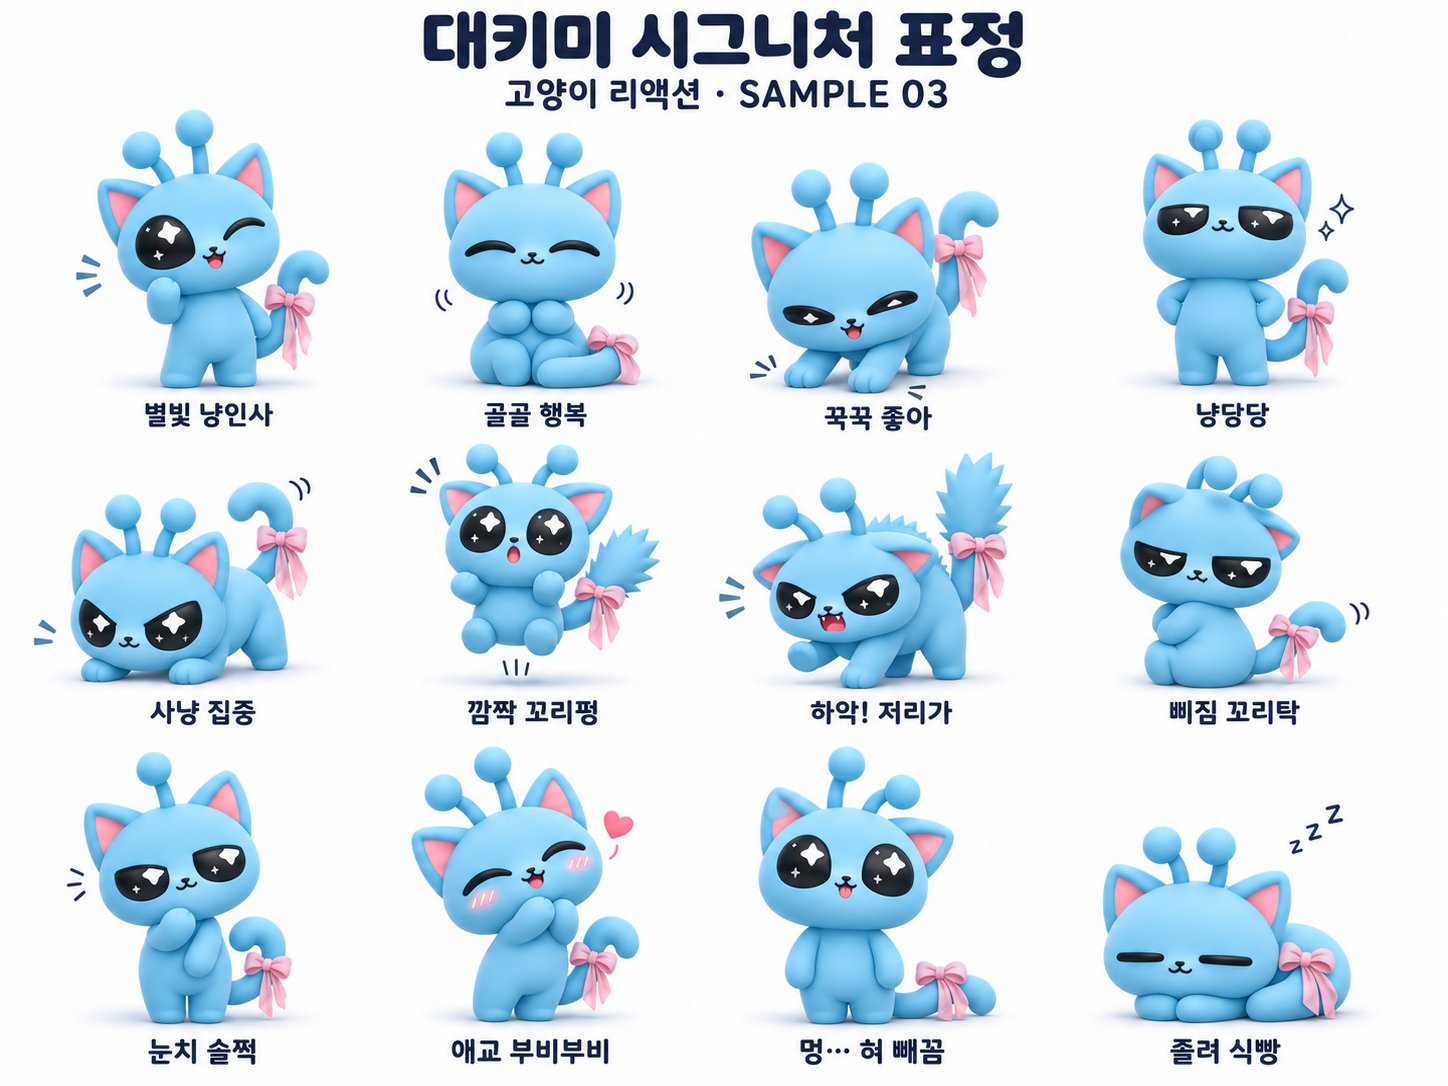 대키미 시그니처 표정
고양이 리액션 · SAMPLE 03
별빛 냥인사
골골 행복
꾹꾹 좋아
냥당당
사냥 집중
깜짝 꼬리펑
하악! 저리가
삐짐 꼬리탁
눈치 슬쩍
애교 부비부비
멍… 혀 빼꼼
z z z
졸려 식빵